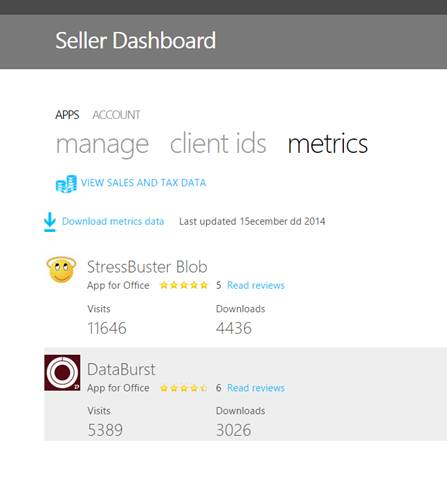 Seller Dashboard
APPS ACCOUNT
manage client ids metrics
VIEW SALES AND TAX DATA
Download metrics data Last updated 15ecember dd 2014
StressBuster Blob
App for Office 5 Read reviews
Visits Downloads
11646 4436
DataBurst
App for Office 6 Read reviews
Visits Downloads
5389 3026